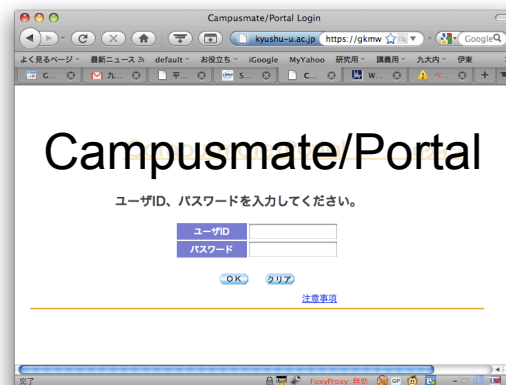 Campusmate/Portal Login
kyushu-u.ac.jp https://gkmw Google
よく見るページ 最新ニュース default お役立ち iGoogle MyYahoo 研究用 講義用 九大内 伊東
G... 九... 平... S... C... W...
Campusmate/Portal
ユーザID、パスワードを入力してください。
ユーザID
パスワード
OK クリア
注意事項
完了 FoxyProxy: 無効 GP